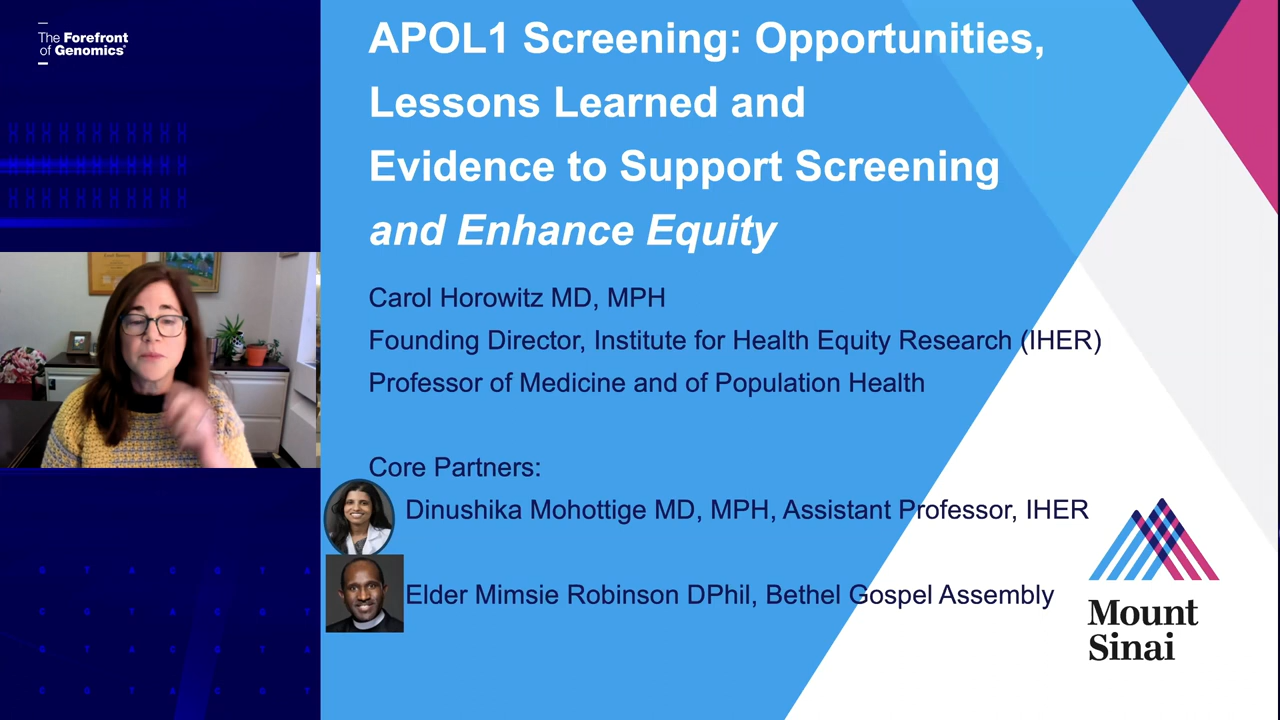 The Forefront
of Genomics
APOL1 Screening: Opportunities,
Lessons Learned and
Evidence to Support Screening
and Enhance Equity
Carol Horowitz MD, MPH
Founding Director, Institute for Health Equity Research (IHER)
Professor of Medicine and of Population Health
Core Partners:
Dinushika Mohottige MD, MPH, Assistant Professor, IHER
Elder Mimsie Robinson DPhil, Bethel Gospel Assembly
Mount
Sinai